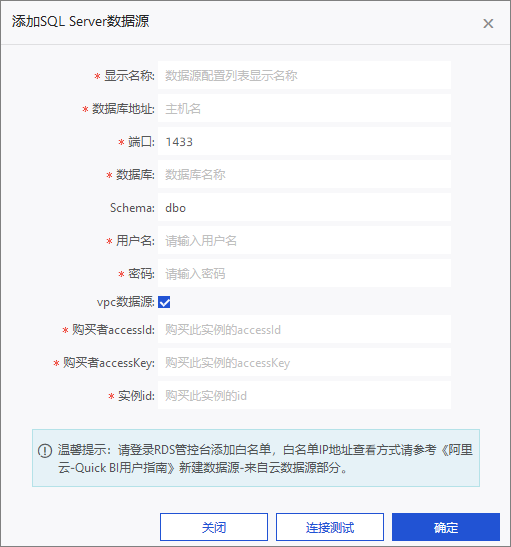 添加SQL Server数据源
* 显示名称: 数据源配置列表显示名称
* 数据库地址: 主机名
* 端口: 1433
* 数据库: 数据库名称
Schema: dbo
* 用户名: 请输入用户名
* 密码: 请输入密码
vpc数据源:
* 购买者accessId: 购买此实例的accessId
* 购买者accessKey: 购买此实例的accessKey
* 实例id: 购买此实例的id
温馨提示：请登录RDS管控台添加白名单，白名单IP地址查看方式请参考《阿里
云-Quick BI用户指南》新建数据源-来自云数据源部分。
关闭 连接测试 确定